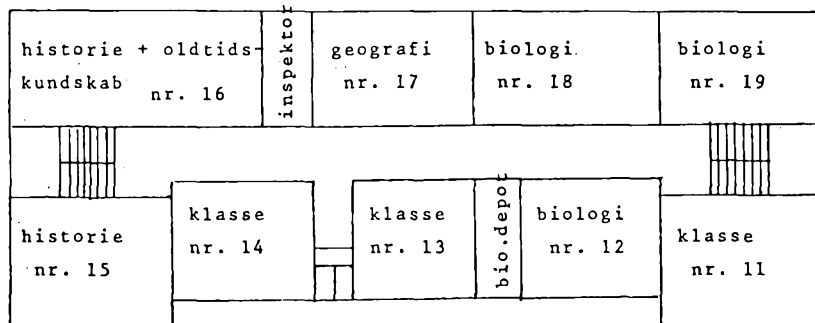 historie + oldtids-
kundskab
nr. 16
inspektor
geografi
nr. 17
biologi
nr. 18
biologi
nr. 19
historie
nr. 15
klasse
nr. 14
klasse
nr. 13
bio.depot
biologi
nr. 12
klasse
nr. 11